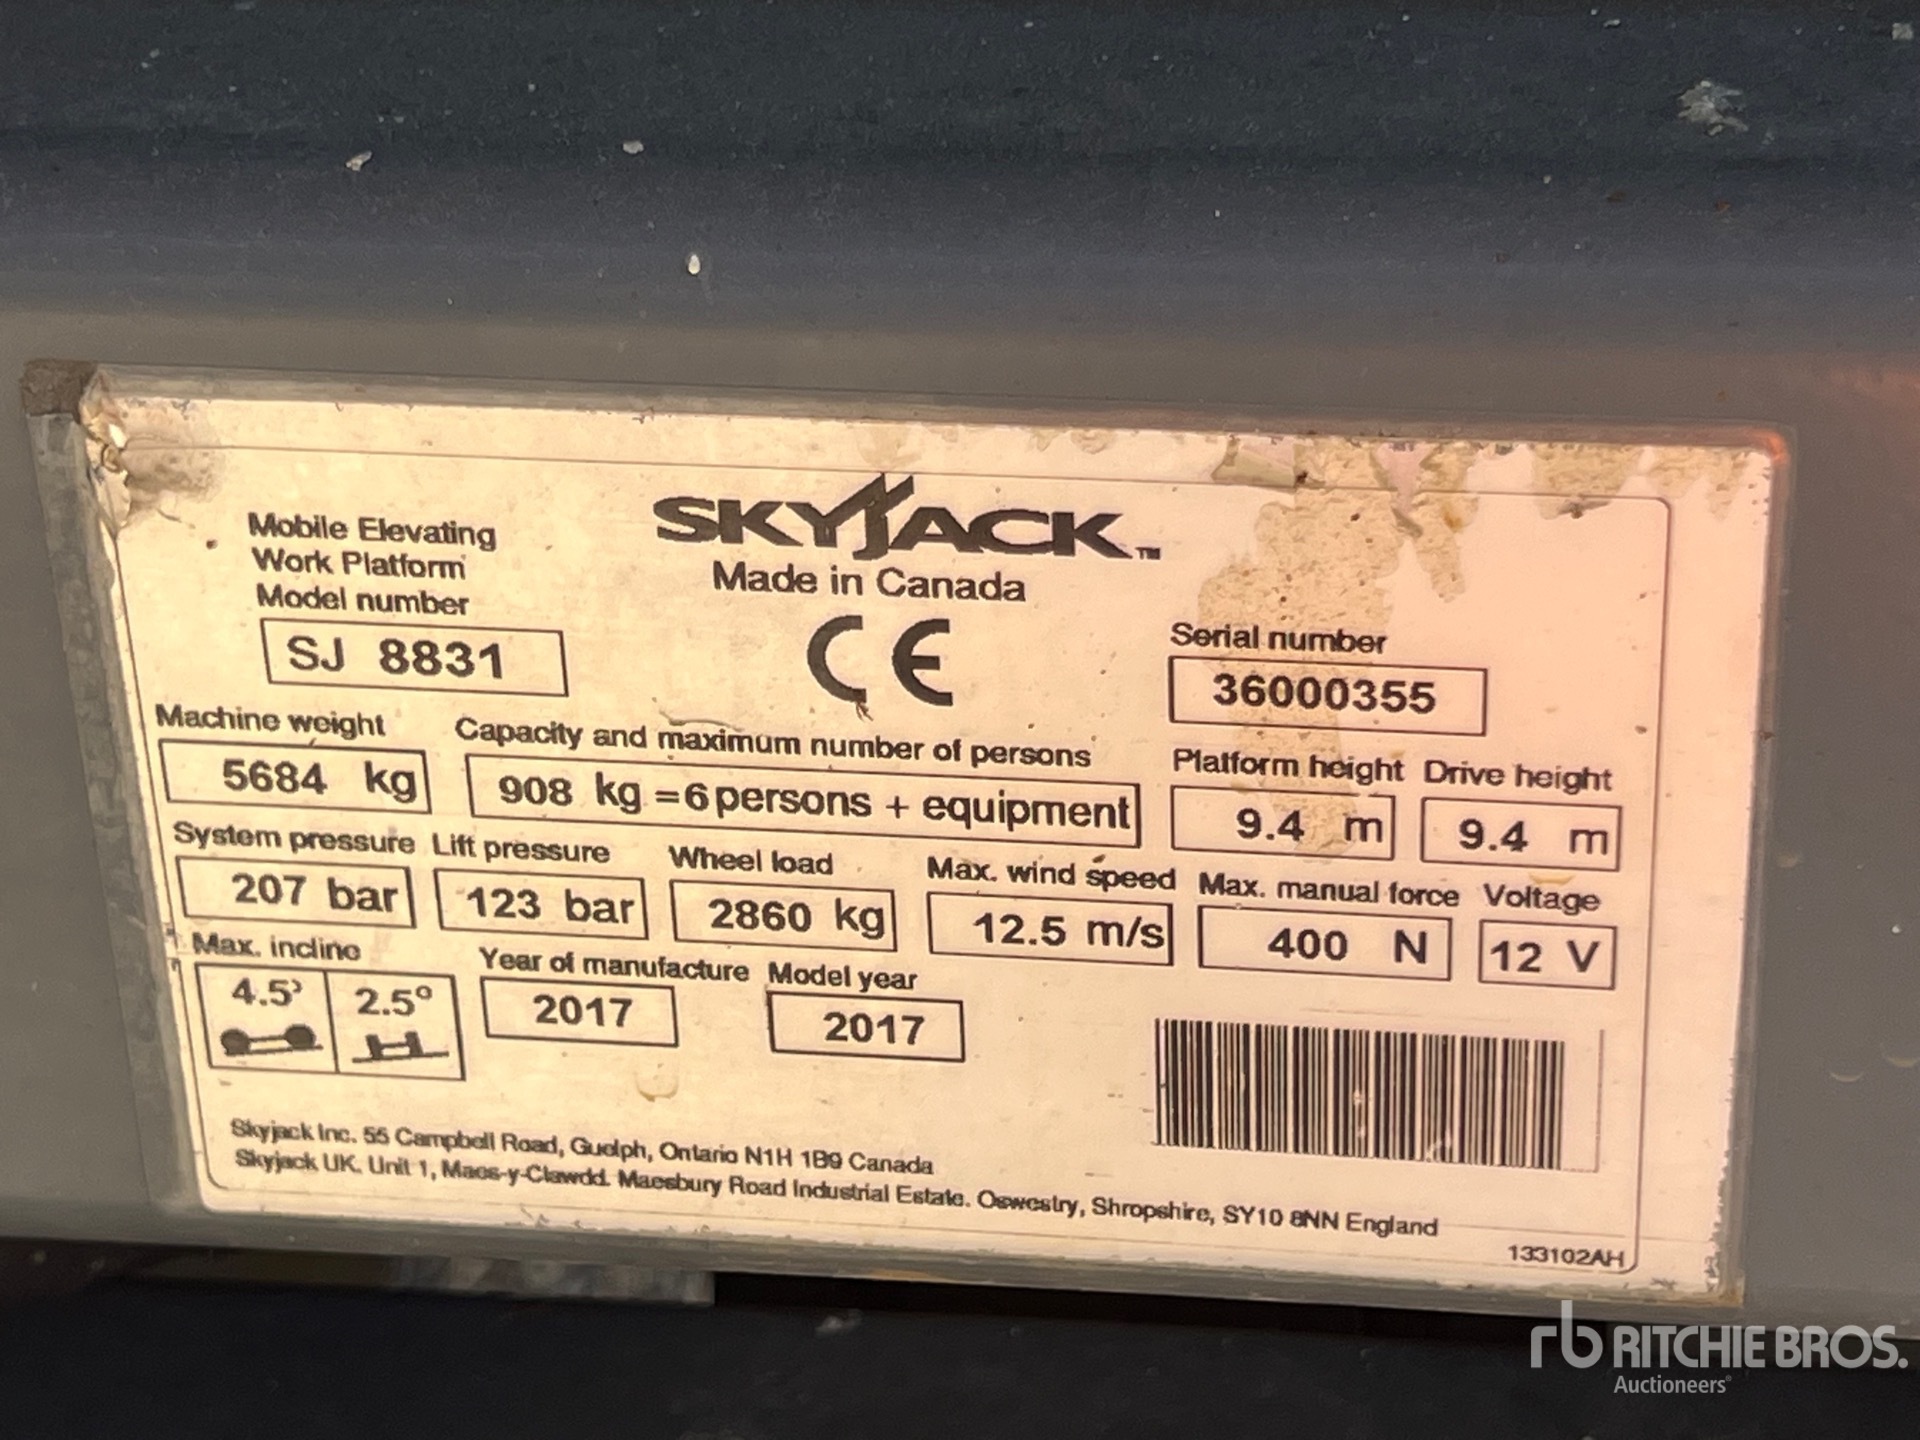 SKYJACK™
Made in Canada
CE
Mobile Elevating
Work Platform
Model number
SJ 8831
Serial number
36000355
Machine weight
5684 kg
Capacity and maximum number of persons
908 kg =6 persons + equipment
Platform height
9.4 m
Drive height
9.4 m
System pressure
207 bar
Lift pressure
123 bar
Wheel load
2860 kg
Max. wind speed
12.5 m/s
Max. manual force
400 N
Voltage
12 V
Max. incline
4.5°
2.5°
Year of manufacture
2017
Model year
2017
Skyjack Inc. 55 Campbell Road, Guelph, Ontario N1H 1B9 Canada
Skyjack UK. Unit 1, Maes-y-Clawdd. Maesbury Road Industrial Estate. Oswestry, Shropshire, SY10 8NN England
133102AH
rb RITCHIE BROS.
Auctioneers®